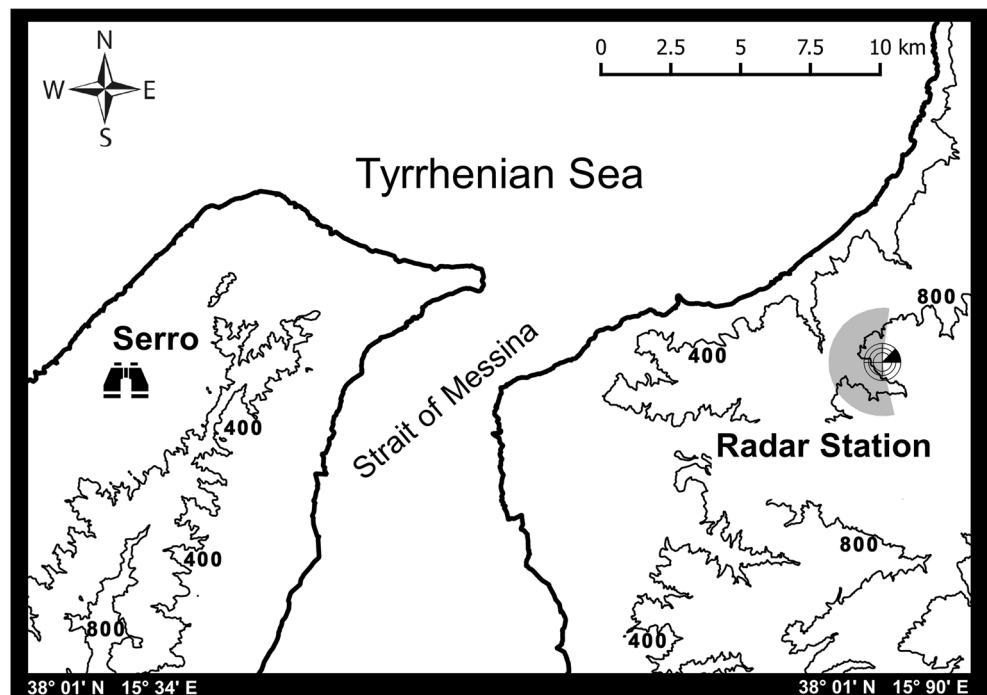 N
W E
S
0 2.5 5 7.5 10 km
Tyrrhenian Sea
800
Serro
400
Strait of Messina
400
Radar Station
400
800
800
400
38° 01' N 15° 34' E
38° 01' N 15° 90' E